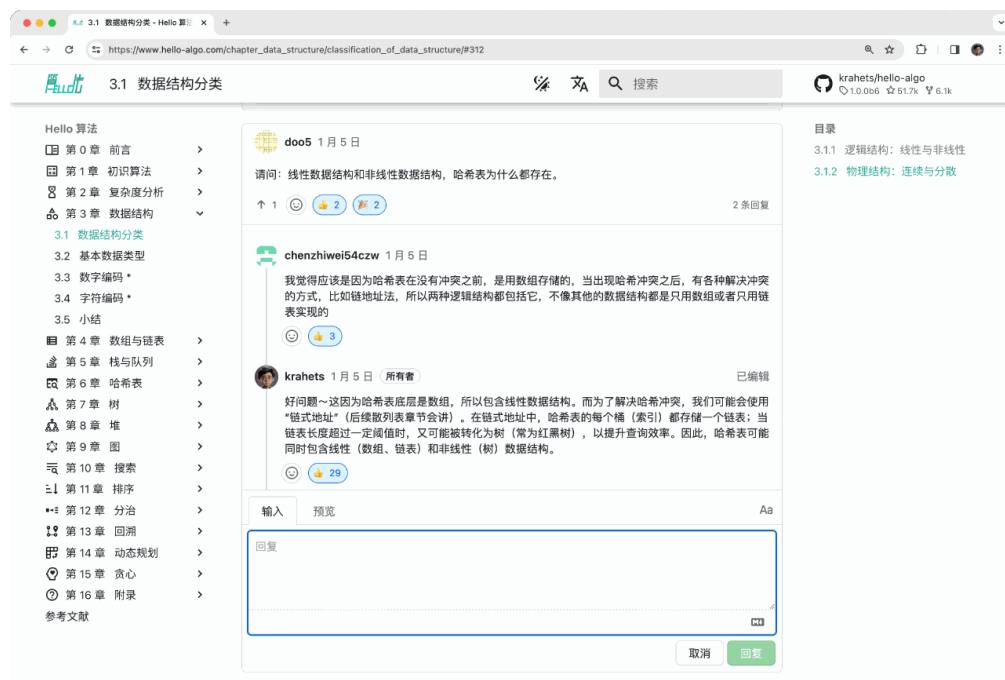 3.1 数据结构分类 - Hello 算法
https://www.hello-algo.com/chapter_data_structure/classification_of_data_structure/#312
3.1 数据结构分类
搜索
krahets/hello-algo
1.0.0b6 51.7k 6.1k
Hello 算法
第 0 章 前言
第 1 章 初识算法
第 2 章 复杂度分析
第 3 章 数据结构
3.1 数据结构分类
3.2 基本数据类型
3.3 数字编码 *
3.4 字符编码 *
3.5 小结
第 4 章 数组与链表
第 5 章 栈与队列
第 6 章 哈希表
第 7 章 树
第 8 章 堆
第 9 章 图
第 10 章 搜索
第 11 章 排序
第 12 章 分治
第 13 章 回溯
第 14 章 动态规划
第 15 章 贪心
第 16 章 附录
参考文献
doo5 1 月 5 日
请问：线性数据结构和非线性数据结构，哈希表为什么都存在。
1 2 2 2 条回复
chenzhiwei54czw 1 月 5 日
我觉得应该是因为哈希表在没有冲突之前，是用数组存储的，当出现哈希冲突之后，有各种解决冲突
的方式，比如链地址法，所以两种逻辑结构都包括它，不像其他的数据结构都是只用数组或者只用链
表实现的
3
krahets 1 月 5 日 所有者 已编辑
好问题～这因为哈希表底层是数组，所以包含线性数据结构。而为了解决哈希冲突，我们可能会使用
“链式地址”（后续散列表章节会讲）。在链式地址中，哈希表的每个桶（索引）都存储一个链表；当
链表长度超过一定阈值时，又可能被转化为树（常为红黑树），以提升查询效率。因此，哈希表可能
同时包含线性（数组、链表）和非线性（树）数据结构。
29
输入 预览 Aa
回复
取消 回复
目录
3.1.1 逻辑结构：线性与非线性
3.1.2 物理结构：连续与分散